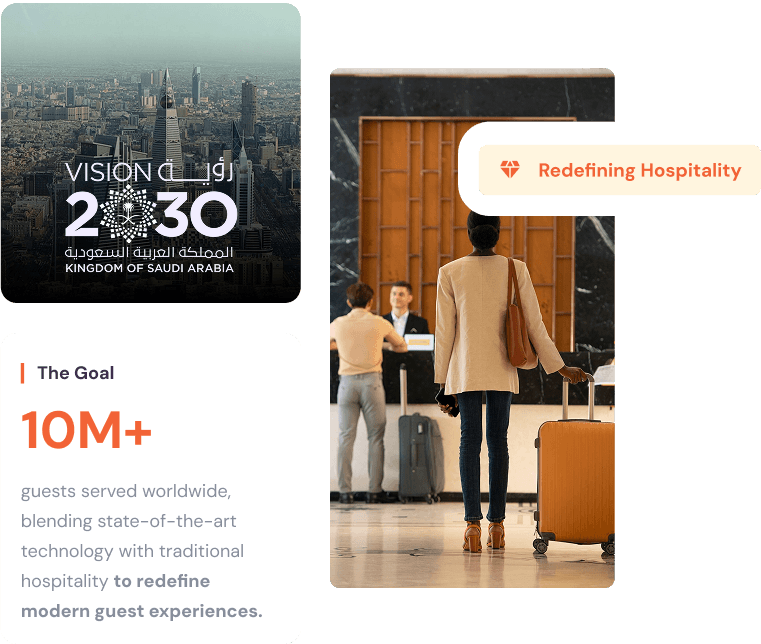 VISION رؤيـــة
2030
المملكة العربية السعودية
KINGDOM OF SAUDI ARABIA
Redefining Hospitality
The Goal
10M+
guests served worldwide,
blending state-of-the-art
technology with traditional
hospitality to redefine
modern guest experiences.